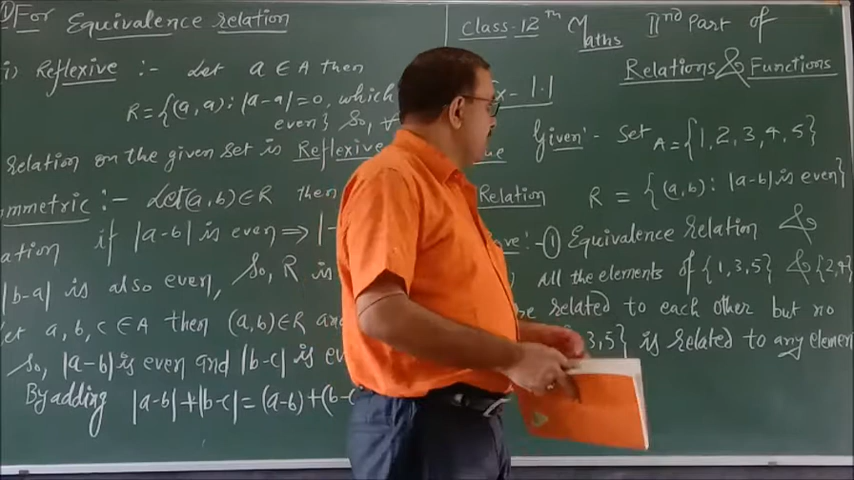 ① For Equivalence relation
i) Reflexive :- Let a ∈ A then
R = {(a, a) : |a-a| = 0, which
even} So,
Relation on the given Set is Reflexive
Symmetric :- Let (a, b) ∈ R then
if |a-b| is even ⇒
|b-a| is also even, So, R is
Let a, b, c ∈ A then (a, b) ∈ R
So, |a-b| is even and |b-c| is
By adding |a-b| + |b-c| = (a-b) + (b-
Class-12th Maths IInd Part of
Relations & Functions
Ex- 1.1
Given :- Set A = {1, 2, 3, 4, 5}
Relation R = {(a, b) : |a-b| is even}
① Equivalence Relation &
All the elements of {1, 3, 5} & {2, 4}
related to each other but no
3, 5} is related to any elemen